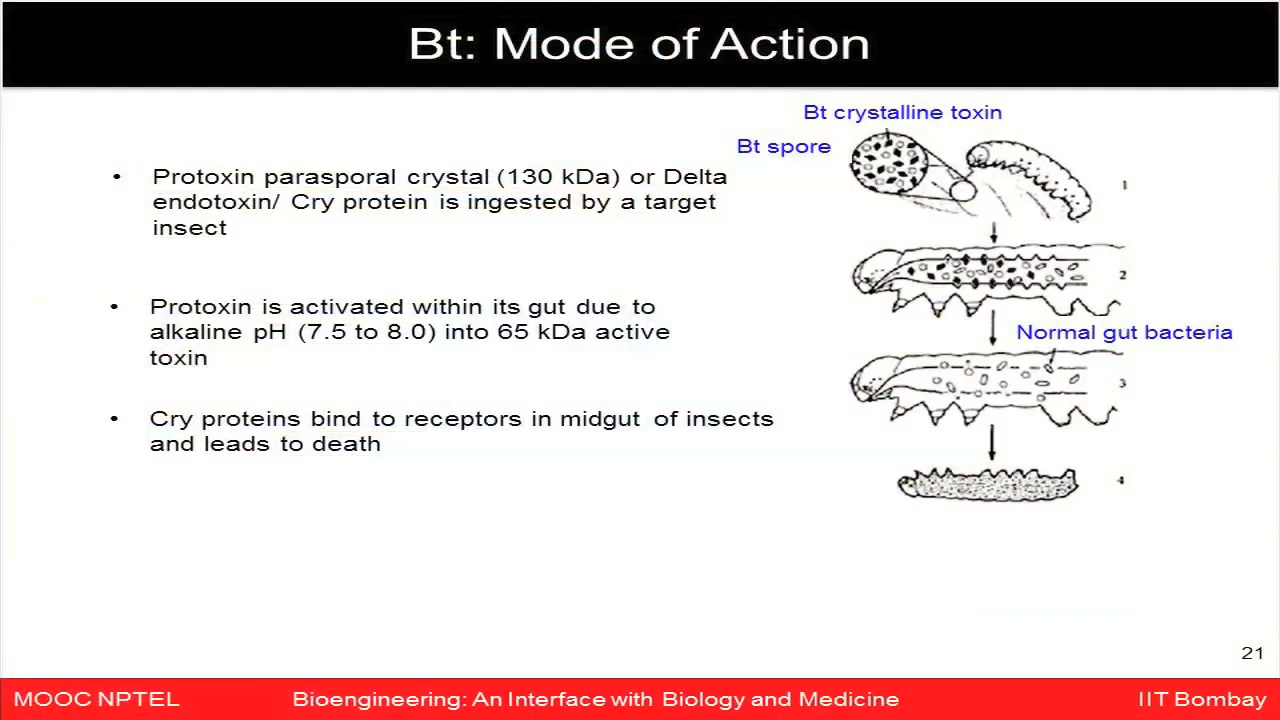 Bt: Mode of Action
Bt crystalline toxin
Bt spore
• Protoxin parasporal crystal (130 kDa) or Delta
endotoxin/ Cry protein is ingested by a target
insect
• Protoxin is activated within its gut due to
alkaline pH (7.5 to 8.0) into 65 kDa active
toxin
• Cry proteins bind to receptors in midgut of insects
and leads to death
1
2
Normal gut bacteria
3
4
21
MOOC NPTEL Bioengineering: An Interface with Biology and Medicine IIT Bombay